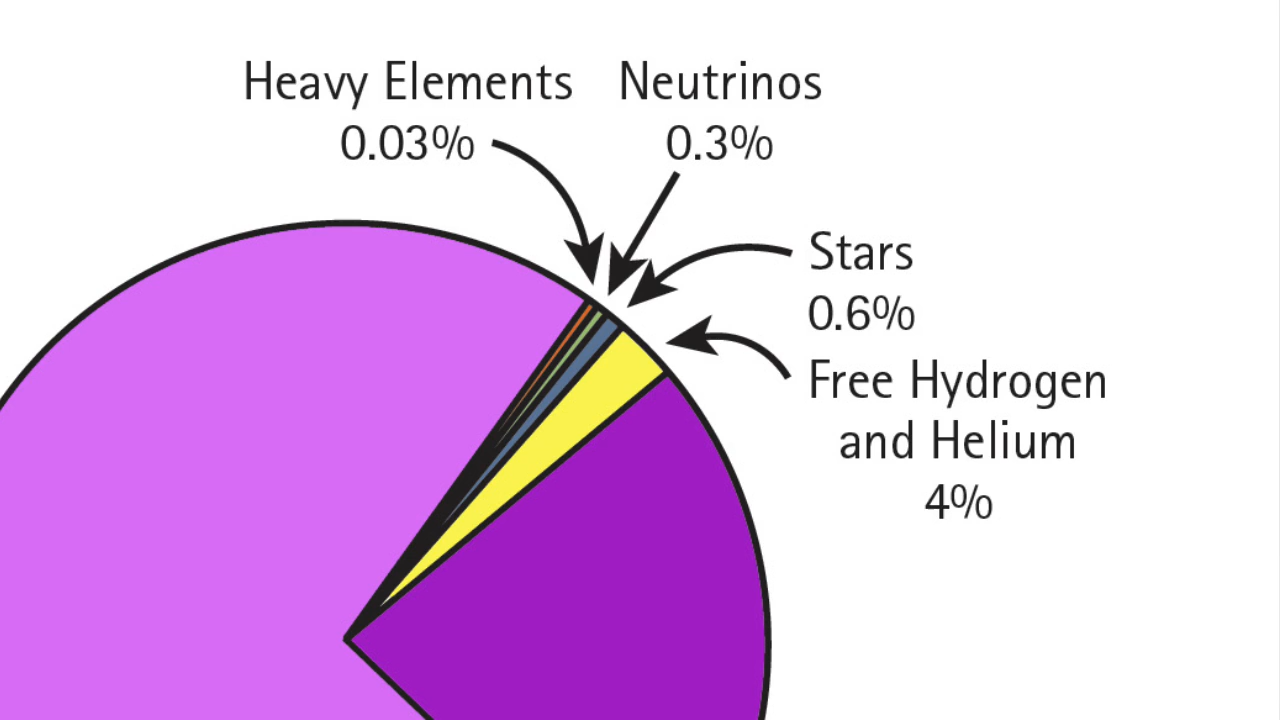 Heavy Elements
0.03%
Neutrinos
0.3%
Stars
0.6%
Free Hydrogen
and Helium
4%